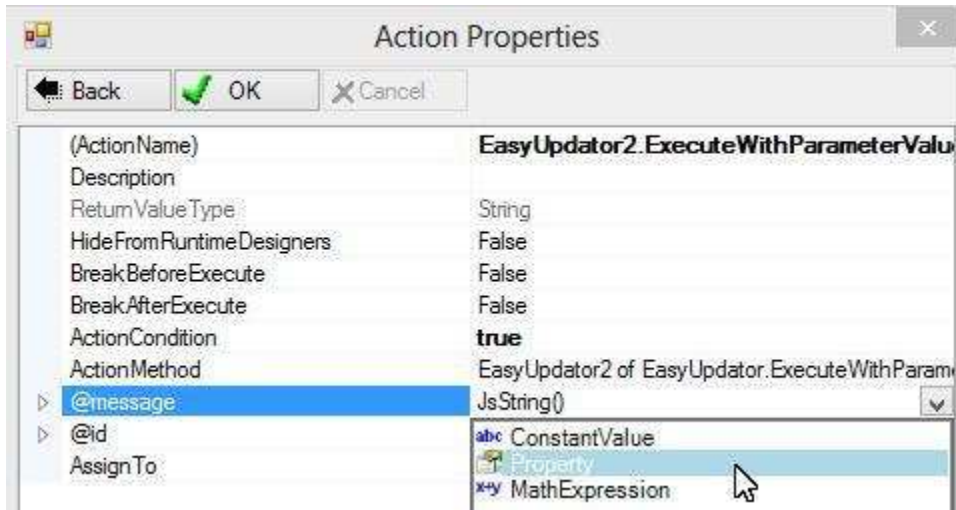 Action Properties
Back OK Cancel
(ActionName) EasyUpdator2.ExecuteWithParameterValu
Description
ReturnValueType String
HideFromRuntimeDesigners False
BreakBeforeExecute False
BreakAfterExecute False
ActionCondition true
ActionMethod EasyUpdator2 of EasyUpdator.ExecuteWithParam
@message JsString()
@id abc ConstantValue
AssignTo Property
x+y MathExpression